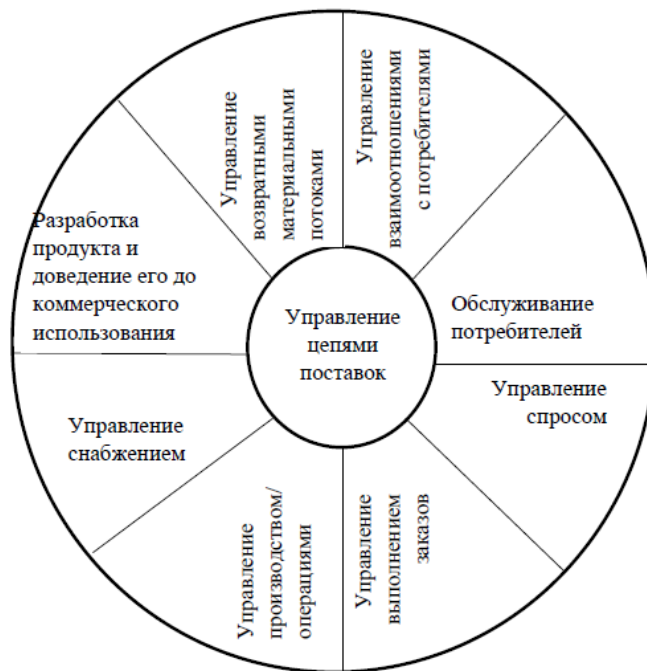 Управление
возвратными
материальными
потоками
Управление
взаимоотношениями
с потребителями
Разработка
продукта и
доведение его до
коммерческого
использования
Управление
цепями
поставок
Обслуживание
потребителей
Управление
спросом
Управление
снабжением
Управление
производством/
операциями
Управление
выполнением
заказов